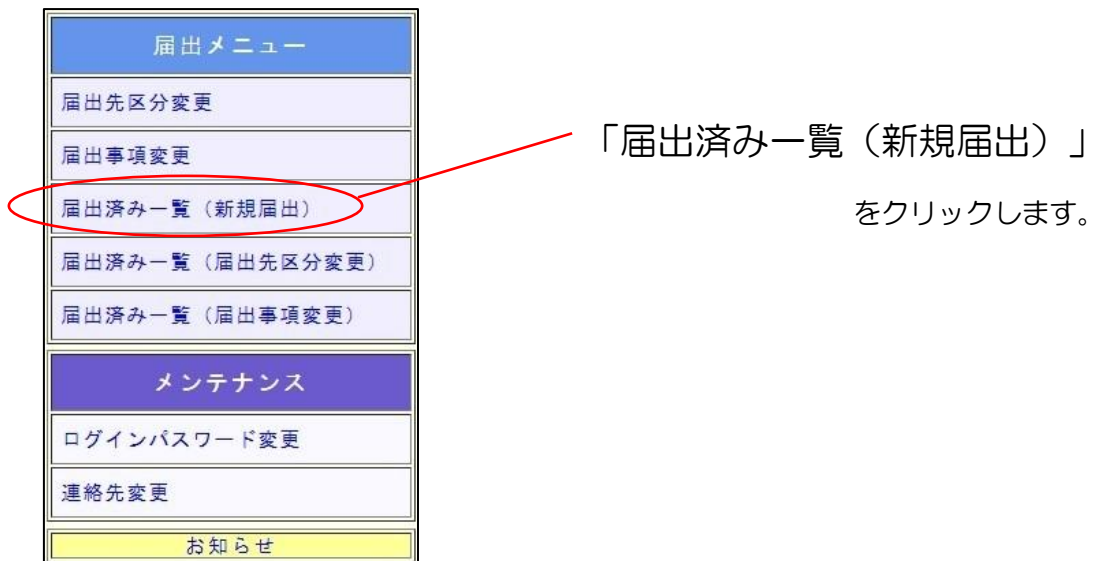 届出メニュー
届出先区分変更
届出事項変更
届出済み一覧（新規届出）
届出済み一覧（届出先区分変更）
届出済み一覧（届出事項変更）
メンテナンス
ログインパスワード変更
連絡先変更
お知らせ
「届出済み一覧（新規届出）」
をクリックします。